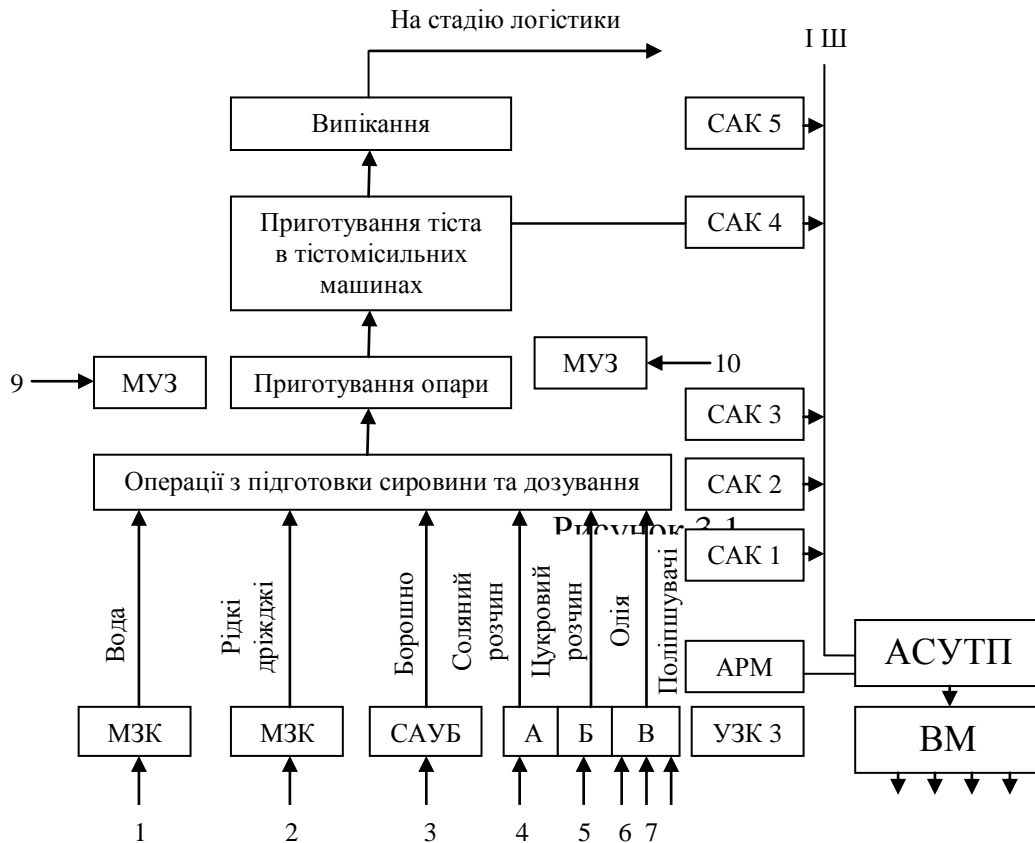 На стадію логістики
І Ш
Випікання
САК 5
Приготування тіста
в тістомісильних
машинах
САК 4
9
МУЗ
Приготування опари
МУЗ
10
САК 3
Операції з підготовки сировини та дозування
САК 2
Рисунок 3.1
САК 1
Вода
Рідкі
дріжджі
Борошно
Соляний
розчин
Цукровий
розчин
Олія
Поліпшувачі
АРМ
АСУТП
МЗК
МЗК
САУБ
А
Б
В
УЗК 3
ВМ
1
2
3
4
5
6
7